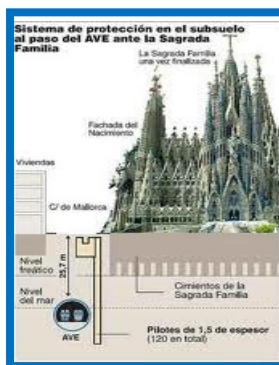 Sistema de protección en el subsuelo
al paso del AVE ante la Sagrada
Familia
La Sagrada Familia
una vez finalizada
Fachada del
Nacimiento
Viviendas
C/ de Mallorca
Nivel
freático
25,7 m
Nivel
del mar
Cimientos de la
Sagrada Familia
AVE
Pilotes de 1,5 de espesor
(120 en total)